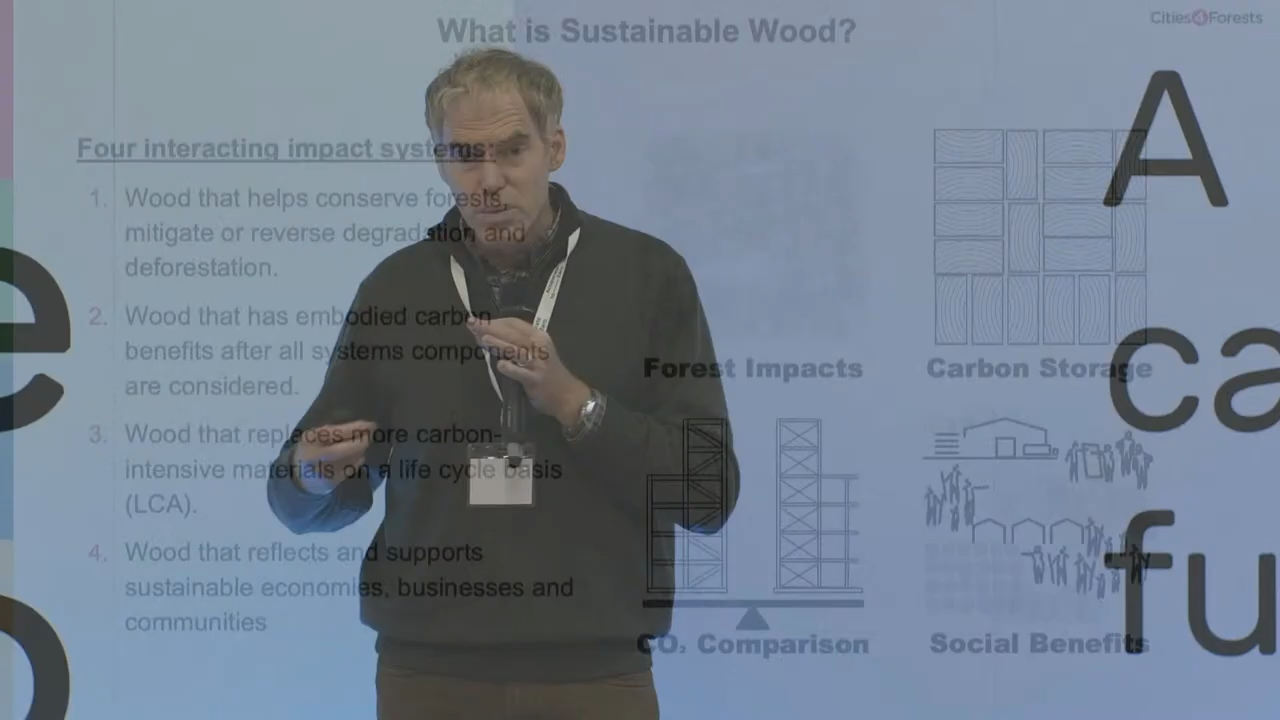 What is Sustainable Wood?
Cities4Forests
Four interacting impact systems:
1. Wood that helps conserve forests,
mitigate or reverse degradation and
deforestation.
2. Wood that has embodied carbon
benefits after all systems components
are considered.
3. Wood that replaces more carbon-
intensive materials on a life cycle basis
(LCA).
4. Wood that reflects and supports
sustainable economies, businesses and
communities
Forest Impacts
Carbon Storage
CO₂ Comparison
Social Benefits
e
A
ca
fu